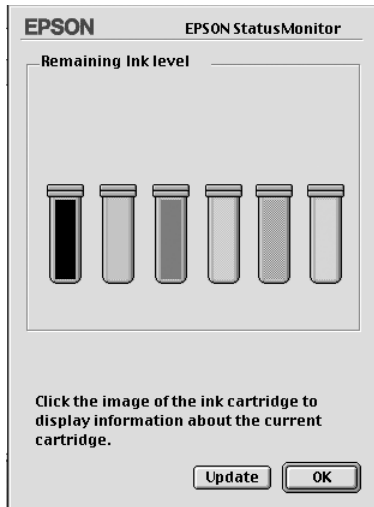 EPSON EPSON StatusMonitor
Remaining Ink level
Click the image of the ink cartridge to
display information about the current
cartridge.
Update OK